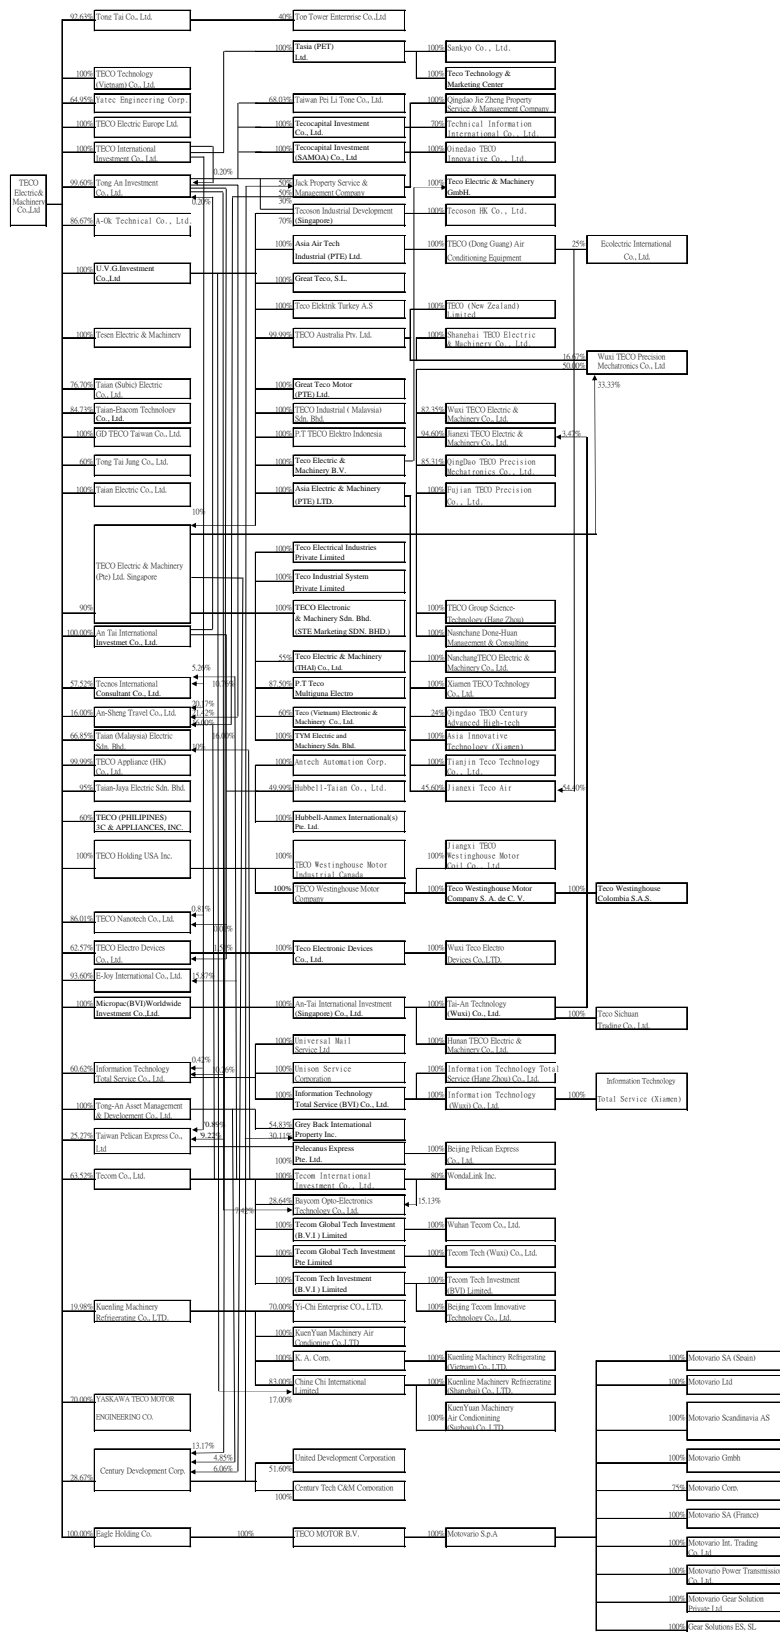 92.63% Tong Tai Co., Ltd.
40% Top Tower Enterprise Co.,Ltd
100% Tasia (PET)
Ltd.
100% Sankyo Co., Ltd.
100% TECO Technology
(Vietnam) Co., Ltd.
100% Teco Technology &
Marketing Center
64.95% Yatec Engineering Corp.
68.03% Taiwan Pei Li Tone Co., Ltd.
100% Qingdao Jie Zheng Property
Service & Management Company
100% TECO Electric Europe Ltd.
100% Tecocapital Investment
Co., Ltd.
70% Technical Information
International Co., Ltd.
100% TECO International
Investment Co., Ltd.
100% Tecocapital Investment
(SAMOA) Co., Ltd
100% Qingdao TECO
Innovative Co., Ltd.
0.20%
TECO
Electric&
Machinery
Co.,Ltd
99.60% Tong An Investment
Co., Ltd.
0.20%
50% Jack Property Service &
50% Management Company
30%
100% Teco Electric & Machinery
GmbH.
86.67% A-Ok Technical Co., Ltd.
Tecoson Industrial Development
70% (Singapore)
100% Tecoson HK Co., Ltd.
100% U.V.G.Investment
Co.,Ltd
100% Asia Air Tech
Industrial (PTE) Ltd.
100% TECO (Dong Guang) Air
Conditioning Equipment
25% Ecolectric International
Co., Ltd.
100% Great Teco, S.L.
100% Teco Elektrik Turkey A.S
100% TECO (New Zealand)
Limited
100% Tesen Electric & Machinery
99.99% TECO Australia Pty. Ltd.
100% Shanghai TECO Electric
& Machinery Co., Ltd.
16.67% Wuxi TECO Precision
50.00% Mechatronics Co., Ltd
33.33%
76.70% Taian (Subic) Electric
Co., Ltd.
100% Great Teco Motor
(PTE) Ltd.
84.73% Taian-Etacom Technology
Co., Ltd.
100% TECO Industrial ( Malaysia)
Sdn. Bhd.
82.35% Wuxi TECO Electric &
Machinery Co., Ltd.
100% GD TECO Taiwan Co., Ltd.
100% P.T TECO Elektro Indonesia
94.60% Jiangxi TECO Electric &
Machinery Co., Ltd.
3.47%
60% Tong Tai Jung Co., Ltd.
100% Teco Electric &
Machinery B.V.
85.31% QingDao TECO Precision
Mechatronics Co., Ltd.
100% Taian Electric Co., Ltd.
100% Asia Electric & Machinery
(PTE) LTD.
100% Fujian TECO Precision
Co., Ltd.
10%
TECO Electric & Machinery
(Pte) Ltd. Singapore
90%
100% Teco Electrical Industries
Private Limited
100% Teco Industrial System
Private Limited
100% TECO Electronic
& Machinery Sdn. Bhd.
(STE Marketing SDN. BHD.)
100% TECO Group Science-
Technology (Hang Zhou)
100.00% An Tai International
Investmet Co., Ltd.
100% Nasnchang Dong-Huan
Management & Consulting
55% Teco Electric & Machinery
(THAI) Co., Ltd.
100% NanchangTECO Electric &
Machinery Co., Ltd.
5.26%
57.52% Tecnos International
Consultant Co., Ltd.
87.50% P.T Teco
Multiguna Electro
100% Xiamen TECO Technology
Co., Ltd.
16.00% An-Sheng Travel Co., Ltd.
16.00%
60% Teco (Vietnam) Electronic &
Machinery Co., Ltd.
24% Qingdao TECO Century
Advanced High-tech
66.85% Taian (Malaysia) Electric
Sdn. Bhd.
10%
100% TYM Electric and
Machinery Sdn. Bhd.
100% Asia Innovative
Technology (Xiamen)
99.99% TECO Appliance (HK)
Co., Ltd.
100% Antech Automation Corp.
100% Tianjin Teco Technology
Co., Ltd.
95% Taian-Jaya Electric Sdn. Bhd.
49.99% Hubbell-Taian Co., Ltd.
45.60% Jiangxi Teco Air
54.40%
60% TECO (PHILIPINES)
3C & APPLIANCES, INC.
100% Hubbell-Anmex International(s)
Pte. Ltd.
100% TECO Holding USA Inc.
100% TECO Westinghouse Motor
Industrial Canada
100% Jiangxi TECO
Westinghouse Motor
Coil Co., Ltd.
100% TECO Westinghouse Motor
Company
100% Teco Westinghouse Motor
Company S. A. de C. V.
100% Teco Westinghouse
Colombia S.A.S.
0.81%
86.01% TECO Nanotech Co., Ltd.
62.57% TECO Electro Devices
Co., Ltd.
100% Teco Electronic Devices
Co., Ltd.
100% Wuxi Teco Electro
Devices Co.,LTD.
93.60% E-Joy International Co., Ltd.
15.87%
100% Micropac(BVI)Worldwide
Investment Co.,Ltd.
100% An-Tai International Investment
(Singapore) Co., Ltd.
100% Tai-An Technology
(Wuxi) Co., Ltd.
100% Teco Sichuan
Trading Co., Ltd.
100% Universal Mail
Service Ltd
100% Hunan TECO Electric &
Machinery Co., Ltd.
0.42%
60.62% Information Technology
Total Service Co., Ltd.
100% Unison Service
Corporation
100% Information Technology Total
Service (Hang Zhou) Co., Ltd.
100% Information Technology
Total Service (BVI) Co., Ltd.
100% Information Technology
(Wuxi) Co., Ltd.
100% Information Technology
Total Service (Xiamen)
100% Tong-An Asset Management
& Develoement Co., Ltd.
54.83% Grey Back International
30.11% Property Inc.
25.27% Taiwan Pelican Express Co.,
Ltd
Pelecanus Express
100% Pte. Ltd.
100% Beijing Pelican Express
Co., Ltd.
63.52% Tecom Co., Ltd.
100% Tecom International
Investment Co., Ltd.
80% WondaLink Inc.
28.64% Baycom Opto-Electronics
Technology Co., Ltd.
15.13%
100% Tecom Global Tech Investment
(B.V.I ) Limited
100% Wuhan Tecom Co., Ltd.
100% Tecom Global Tech Investment
Pte Limited
100% Tecom Tech (Wuxi) Co., Ltd.
100% Tecom Tech Investment
(B.V.I ) Limited
100% Tecom Tech Investment
(BVI) Limited.
19.98% Kuenling Machinery
Refrigerating Co., LTD.
70.00% Yi-Chi Enterprise CO., LTD.
100% Beijing Tecom Innovative
Technology Co., Ltd.
100% KuenYuan Machinery Air
Condioning Co.,LTD
100% K. A. Corp.
100% Kuenling Machinery Refrigerating
(Vietnam) Co., LTD.
100% Motovario SA (Spain)
83.00% Ching Chi International
Limited
17.00%
100% Kuenling Machinery Refrigerating
(Shanghai) Co., LTD.
100% Motovario Ltd
70.00% YASKAWA TECO MOTOR
ENGINEERING CO.
100% KuenYuan Machinery
Air Condionining
(Suzhou) Co., LTD
100% Motovario Scandinavia AS
13.17%
4.85%
6.06%
28.67% Century Development Corp.
United Development Corporation
51.60%
100% Motovario Gmbh
Century Tech C&M Corporation
100%
75% Motovario Corp.
100% Motovario SA (France)
100.00% Eagle Holding Co.
100% TECO MOTOR B.V.
100% Motovario S.p.A
100% Motovario Int. Trading
Co. Ltd
100% Motovario Power Transmission
Co. Ltd
100% Motovario Gear Solution
Private Ltd
100% Gear Solutions ES, SL